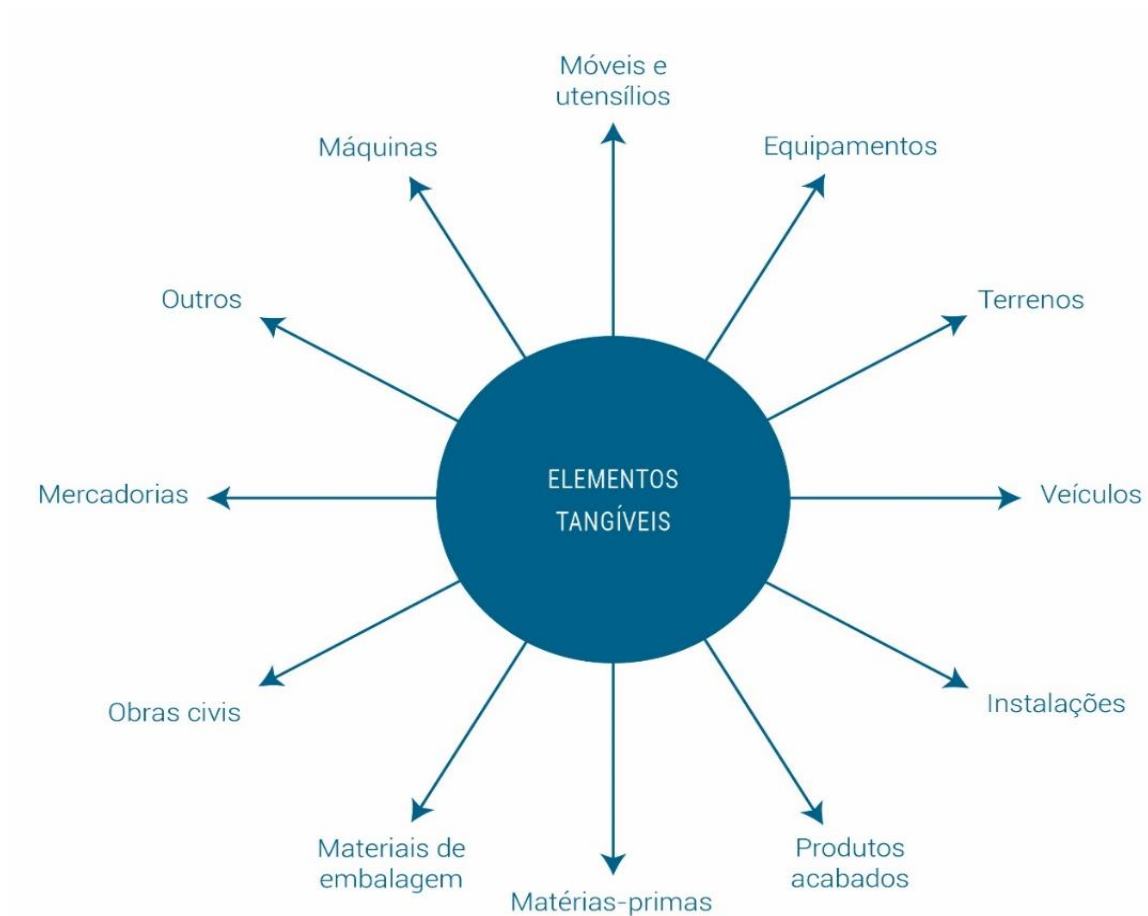 Móveis e
utensílios
Máquinas
Equipamentos
Outros
Terrenos
Mercadorias
ELEMENTOS
TANGÍVEIS
Veículos
Obras civis
Instalações
Materiais de
embalagem
Matérias-primas
Produtos
acabados